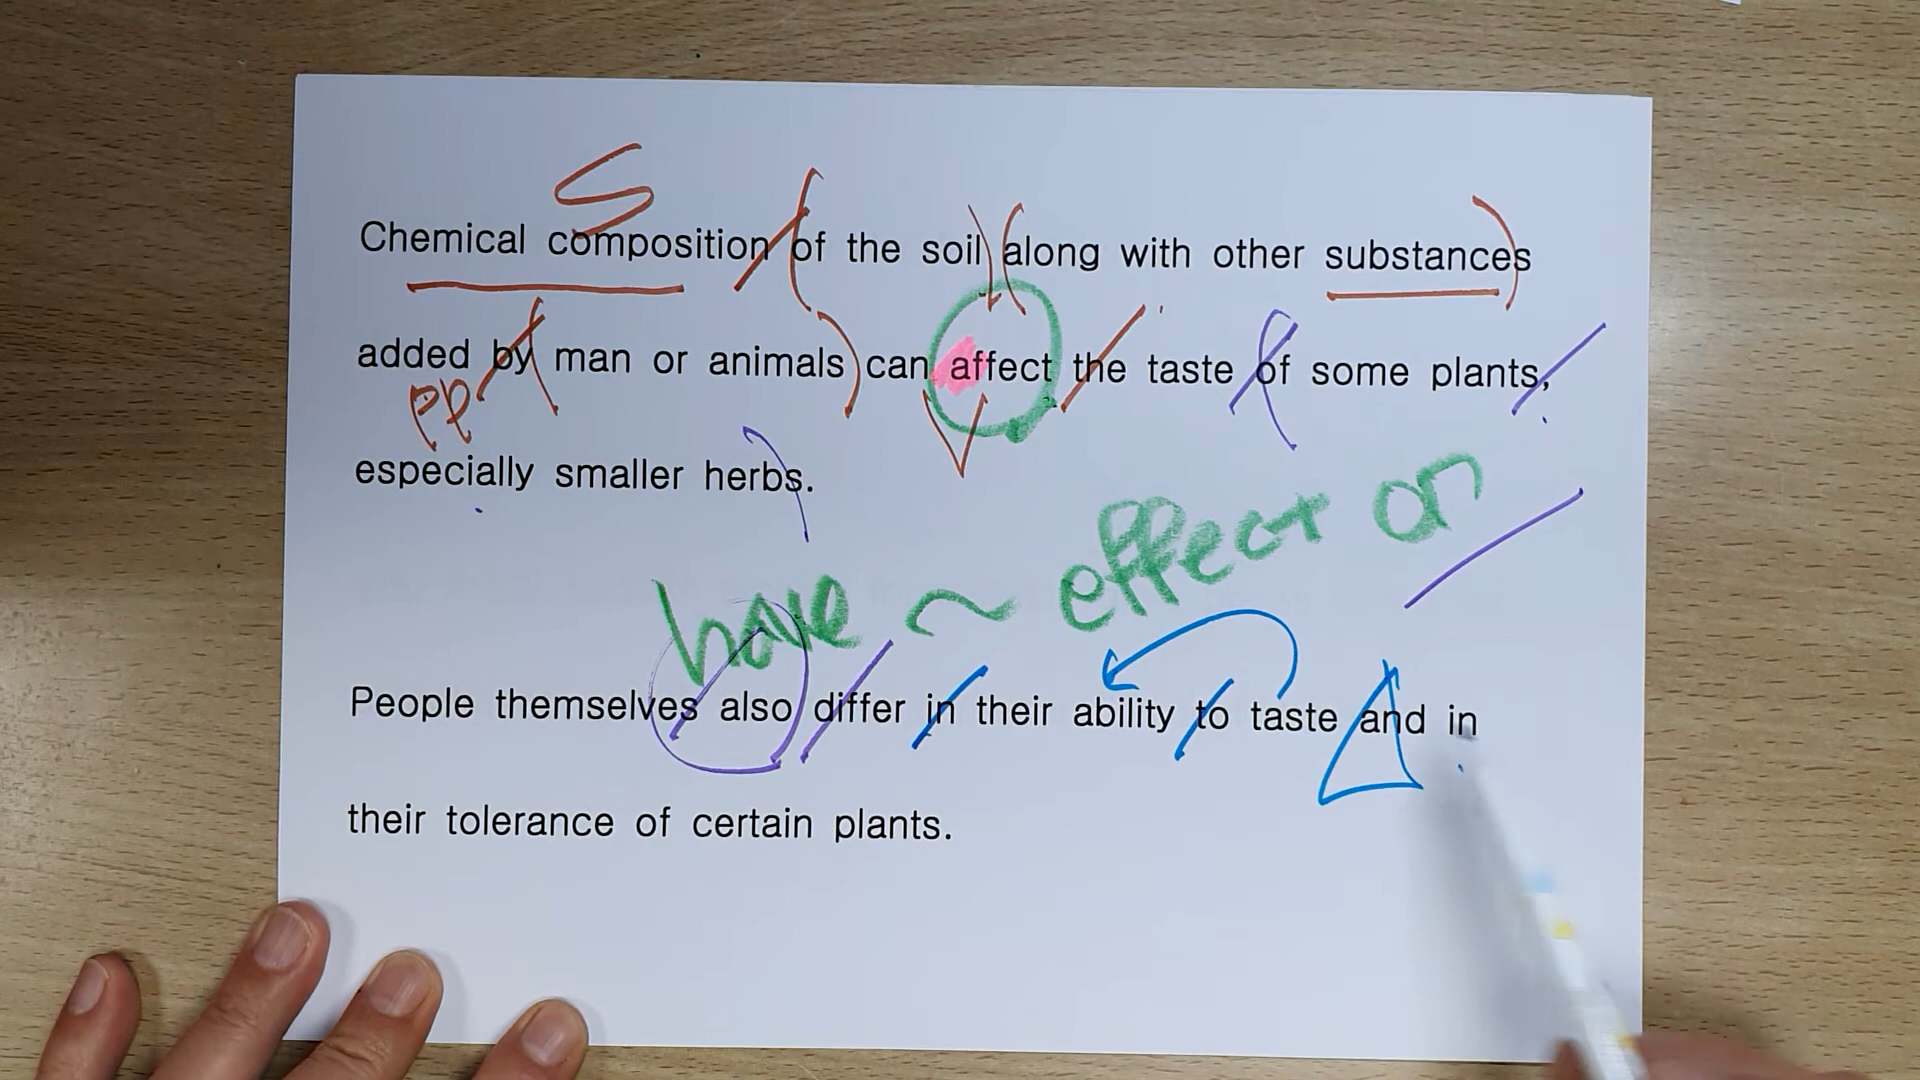 S
Chemical composition of the soil along with other substances
added by man or animals can affect the taste of some plants,
pp
V
especially smaller herbs.
have ~ effect on
People themselves also differ in their ability to taste and in
their tolerance of certain plants.